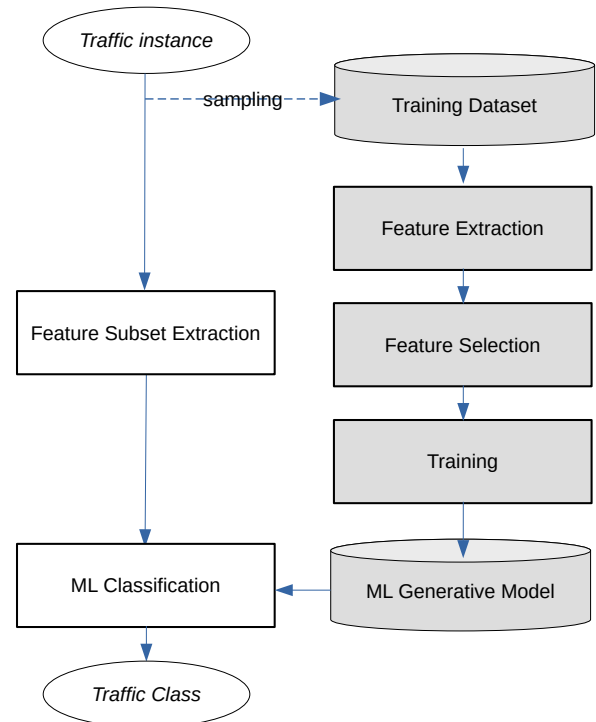 Traffic instance
sampling
Training Dataset
Feature Extraction
Feature Subset Extraction
Feature Selection
Training
ML Classification
ML Generative Model
Traffic Class